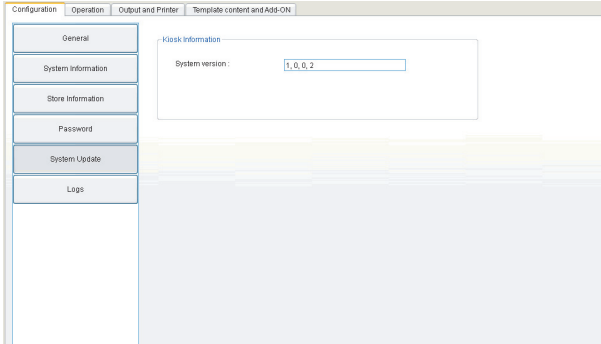 Configuration Operation Output and Printer Template content and Add-ON
General
Kiosk Information
System version :
1, 0, 0, 2
System Information
Store Information
Password
System Update
Logs